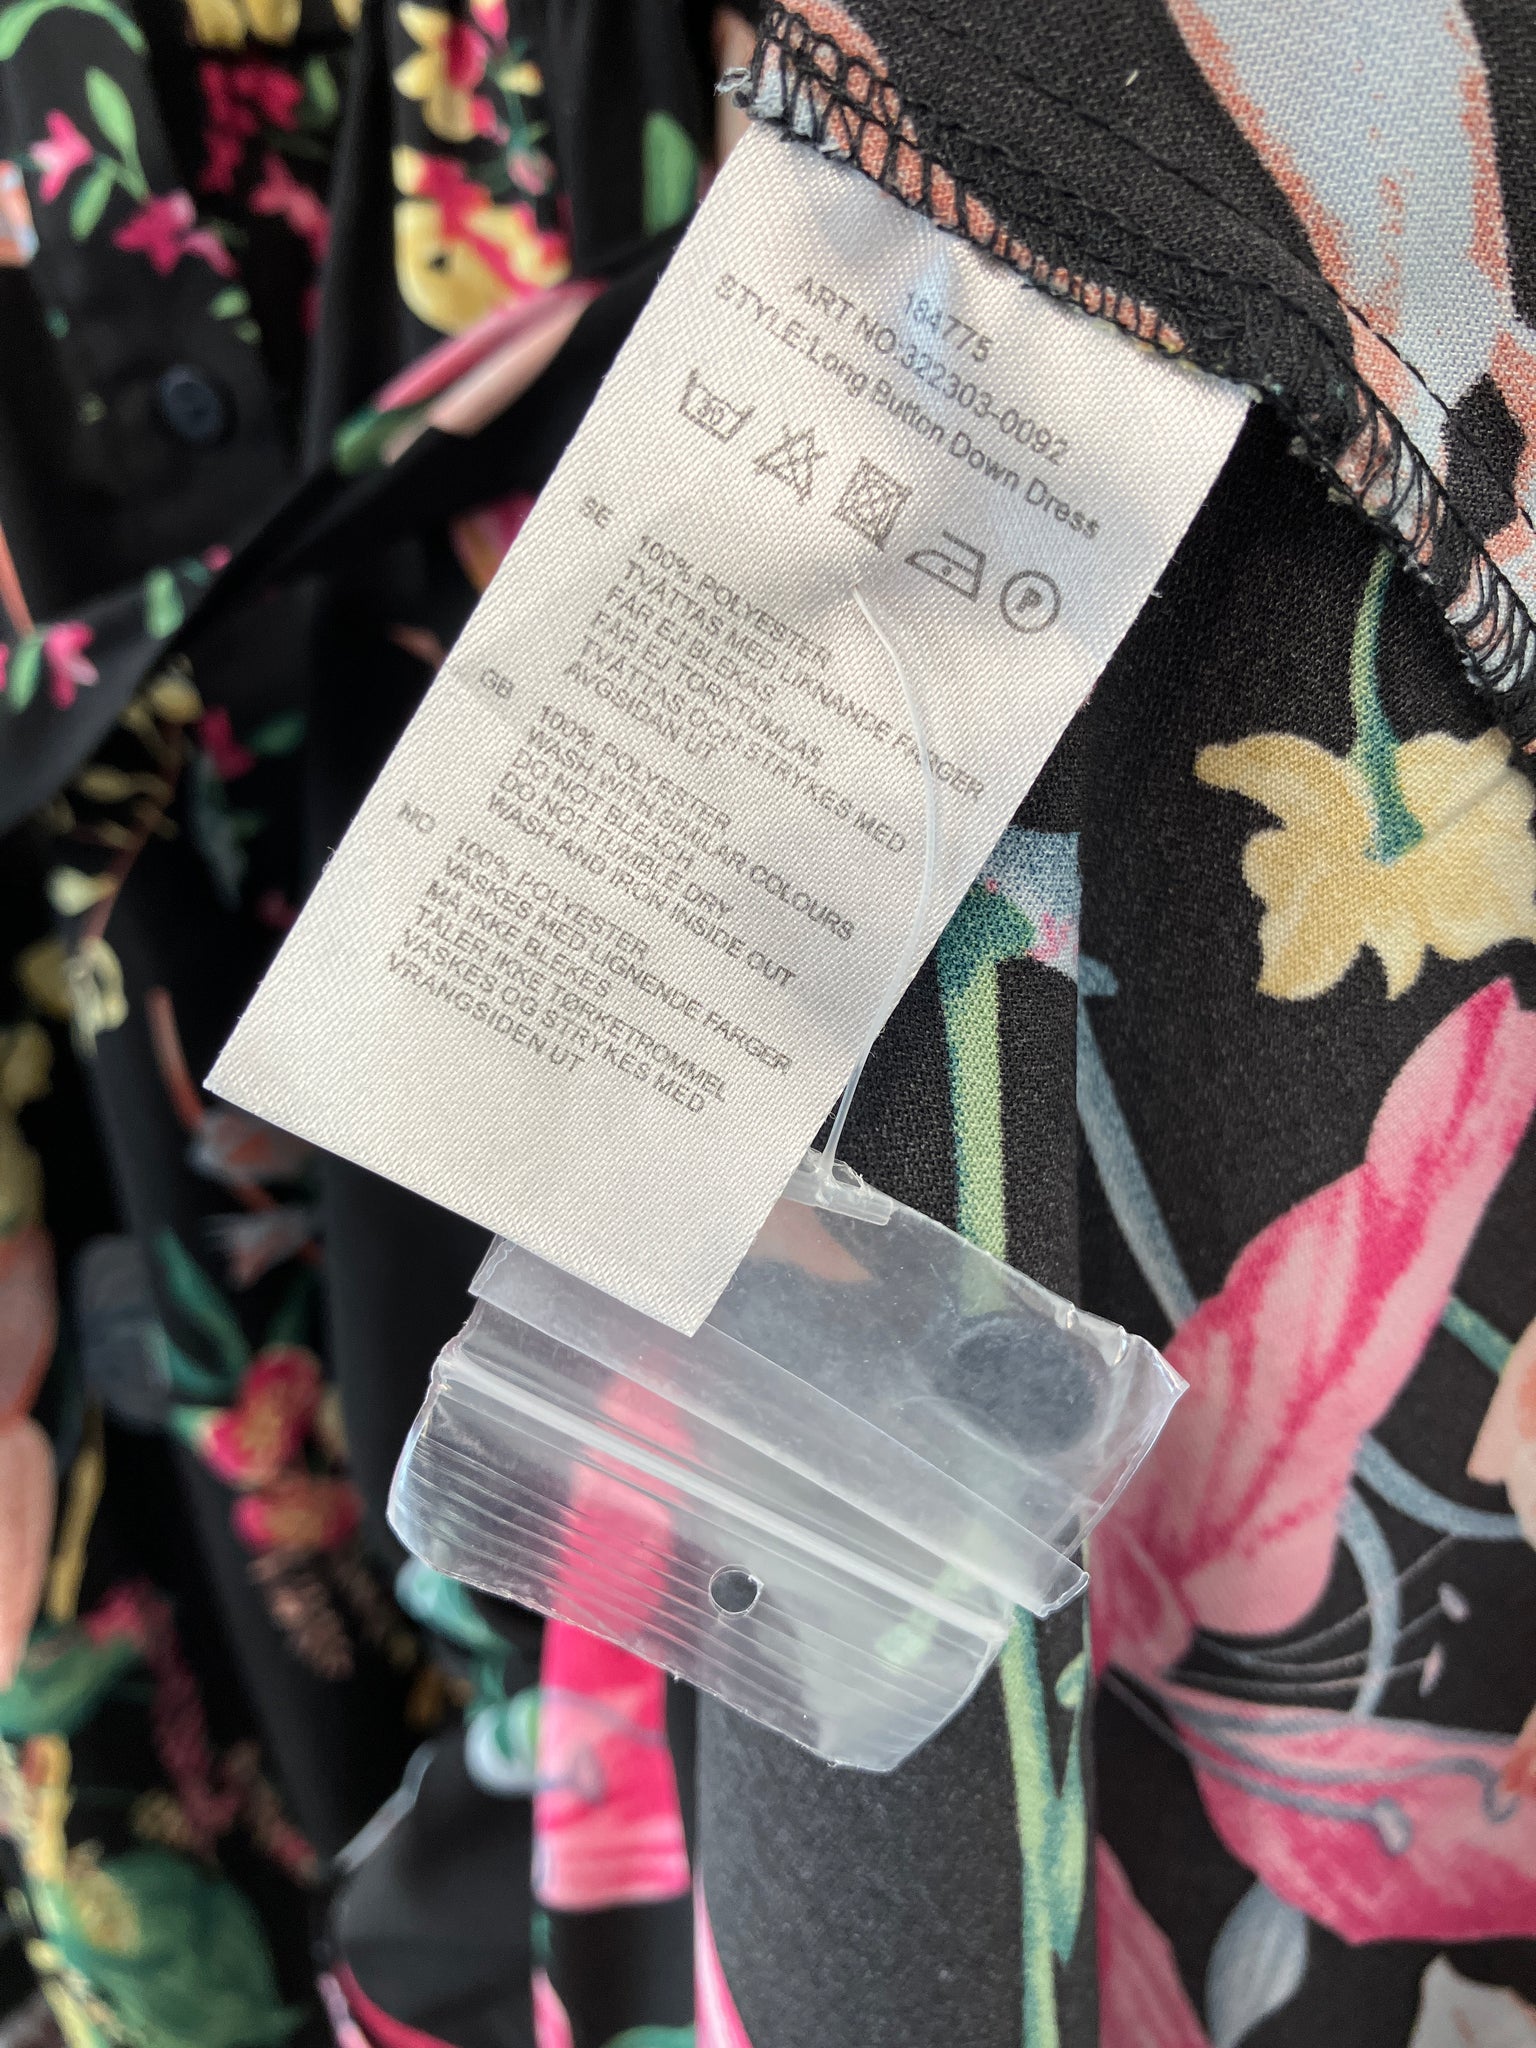 184775
ART NO:322303-0092
STYLE:Long Button Down Dress
30
P
SE
100% POLYESTER
TVÄTTAS MED LIKNANDE FÄRGER
FÅR EJ BLEKAS
FÅR EJ TORKTUMLAS
TVÄTTAS OCH STRYKES MED
AVGSIDAN UT
GB
100% POLYESTER
WASH WITH SIMILAR COLOURS
DO NOT BLEACH
DO NOT TUMBLE DRY
WASH AND IRON INSIDE OUT
NO
100% POLYESTER
VASKES MED LIGNENDE FARGER
MÅ IKKE BLEKES
TÅLER IKKE TØRKETROMMEL
VASKES OG STRYKES MED
VRANGSIDEN UT